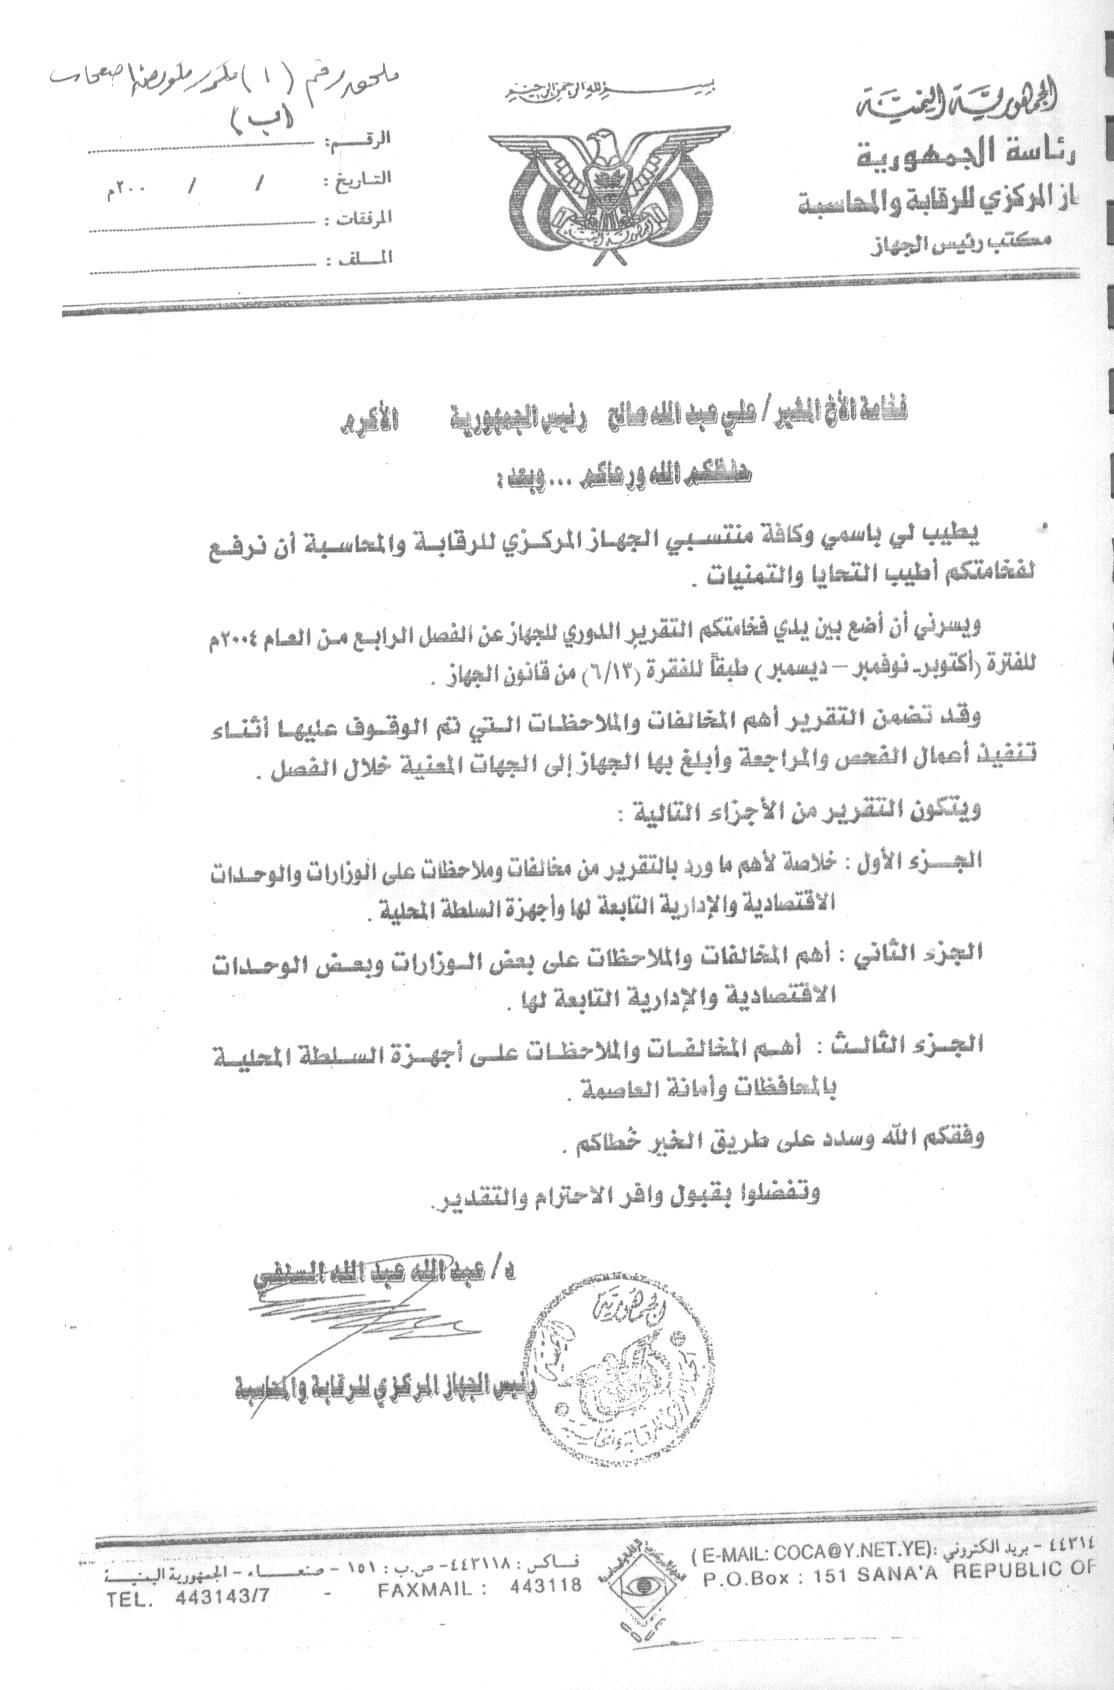 ملحق رقم (١) مكرر مكون من صفحات
(ب)
بسم الله الرحمن الرحيم
الجمهورية اليمنية
رئاسة الجمهورية
از المركزي للرقابة والمحاسبة
مكتب رئيس الجهاز
الرقم:
التاريخ: / / ٢٠٠م
المرفقات:
الملف:
الجمهورية اليمنية
فخامة الأخ المشير/ علي عبد الله صالح رئيس الجمهورية الأكرم
حفظكم الله ورعاكم ... وبعد:
يطيب لي باسمي وكافة منتسبي الجهاز المركزي للرقابة والمحاسبة أن نرفع
لفخامتكم أطيب التحايا والتمنيات .
ويسرني أن أضع بين يدي فخامتكم التقرير الدوري للجهاز عن الفصل الرابع من العام ٢٠٠٤م
للفترة (أكتوبر- نوفمبر – ديسمبر ) طبقاً للفقرة (٦/١٣) من قانون الجهاز .
وقد تضمن التقرير أهم المخالفات والملاحظات التي تم الوقوف عليها أثناء
تنفيذ أعمال الفحص والمراجعة وأبلغ بها الجهاز إلى الجهات المعنية خلال الفصل .
ويتكون التقرير من الأجزاء التالية :
الجزء الأول : خلاصة لأهم ما ورد بالتقرير من مخالفات وملاحظات على الوزارات والوحدات
الاقتصادية والإدارية التابعة لها وأجهزة السلطة المحلية .
الجزء الثاني : أهم المخالفات والملاحظات على بعض الوزارات وبعض الوحدات
الاقتصادية والإدارية التابعة لها .
الجزء الثالث : أهم المخالفات والملاحظات على أجهزة السلطة المحلية
بالمحافظات وأمانة العاصمة .
وفقكم الله وسدد على طريق الخير خُطاكم .
وتفضلوا بقبول وافر الاحترام والتقدير.
د/ عبد الله عبد الله السنفي
رئيس الجهاز المركزي للرقابة والمحاسبة
الجمهورية اليمنية
الجهاز المركزي للرقابة والمحاسبة
٤٤٣١٤ - بريد الكتروني :(E-MAIL: COCA@Y.NET.YE )
فاكس : ٤٤٣١١٨ - ص.ب : ١٥١ - صنعاء - الجمهورية اليمنية
P.O.Box : 151 SANA'A REPUBLIC OF
TEL. 443143/7 - FAXMAIL : 443118